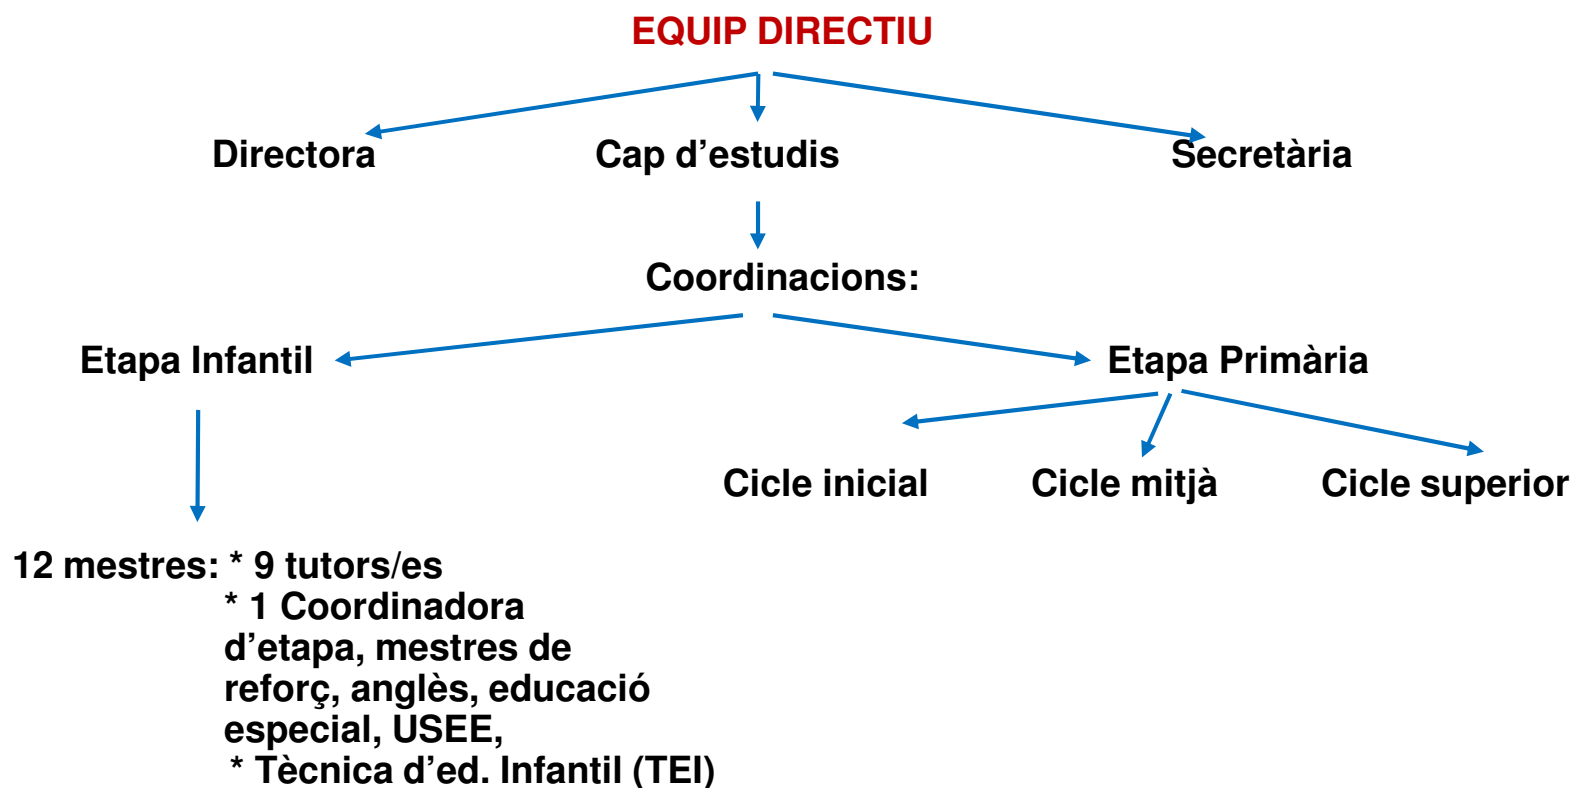 EQUIP DIRECTIU
Directora
Cap d’estudis
Secretària
Coordinacions:
Etapa Infantil
Etapa Primària
Cicle inicial
Cicle mitjà
Cicle superior
12 mestres: * 9 tutors/es
* 1 Coordinadora
d’etapa, mestres de
reforç, anglès, educació
especial, USEE,
* Tècnica d’ed. Infantil (TEI)